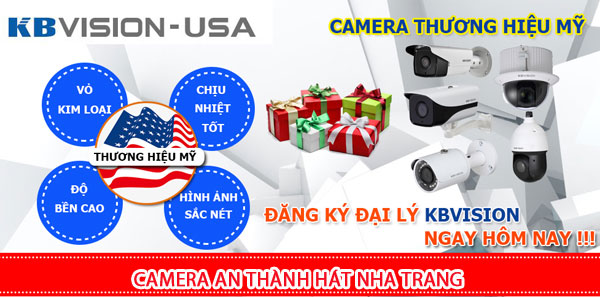 KBVISION-USA
CAMERA THƯƠNG HIỆU MỸ
VỎ
KIM LOẠI
CHỊU
NHIỆT
TỐT
THƯƠNG HIỆU MỸ
ĐỘ
BỀN CAO
HÌNH ẢNH
SẮC NÉT
ĐĂNG KÝ ĐẠI LÝ KBVISION
NGAY HÔM NAY !!!
CAMERA AN THÀNH HÁT NHA TRANG